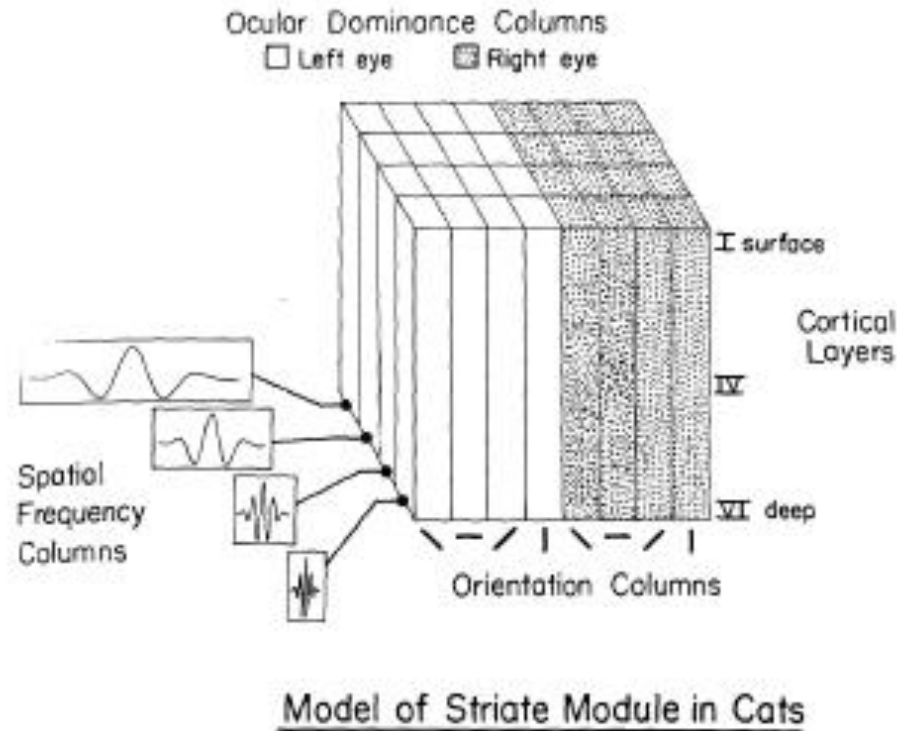 Ocular Dominance Columns
Left eye Right eye
I surface
Cortical
Layers
IV
Spatial
Frequency
Columns
VI deep
Orientation Columns
Model of Striate Module in Cats